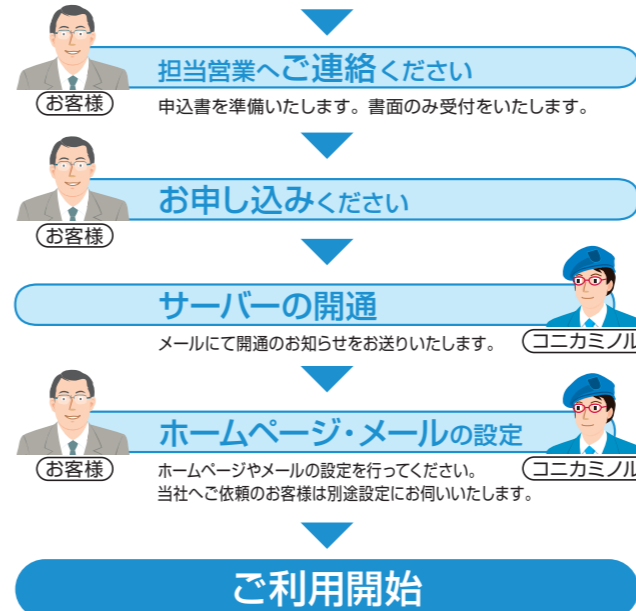 担当営業へご連絡ください
お客様
申込書を準備いたします。書面のみ受付をいたします。
お申し込みください
お客様
サーバーの開通
メールにて開通のお知らせをお送りいたします。
コニカミノル
ホームページ・メールの設定
お客様
ホームページやメールの設定を行ってください。
コニカミノル
当社へご依頼のお客様は別途設定にお伺いいたします。
ご利用開始